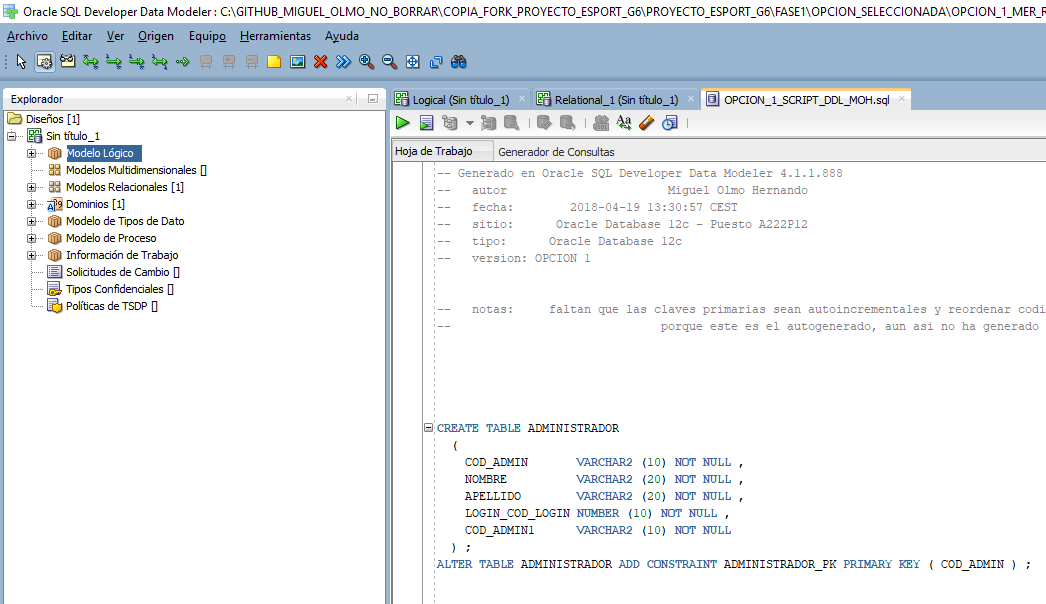 Oracle SQL Developer Data Modeler : C:\GITHUB_MIGUEL_OLMO_NO_BORRAR\COPIA_FORK_PROYECTO_ESPORT_G6\PROYECTO_ESPORT_G6\FASE1\OPCION_SELECCIONADA\OPCION_1_MER_R
Archivo Editar Ver Origen Equipo Herramientas Ayuda
Explorador
Logical (Sin título_1) Relational_1 (Sin título_1) OPCION_1_SCRIPT_DDL_MOH.sql
Diseños [1]
Sin título_1
Modelo Lógico
Modelos Multidimensionales []
Modelos Relacionales [1]
Dominios [1]
Modelo de Tipos de Dato
Modelo de Proceso
Información de Trabajo
Solicitudes de Cambio []
Tipos Confidenciales []
Políticas de TSDP []
Hoja de Trabajo Generador de Consultas
-- Generado en Oracle SQL Developer Data Modeler 4.1.1.888
-- autor Miguel Olmo Hernando
-- fecha: 2018-04-19 13:30:57 CEST
-- sitio: Oracle Database 12c - Puesto A222P12
-- tipo: Oracle Database 12c
-- version: OPCION 1
-- notas: faltan que las claves primarias sean autoincrementales y reordenar codi
-- porque este es el autogenerado, aun asi no ha generado
CREATE TABLE ADMINISTRADOR
(
COD_ADMIN VARCHAR2 (10) NOT NULL ,
NOMBRE VARCHAR2 (20) NOT NULL ,
APELLIDO VARCHAR2 (20) NOT NULL ,
LOGIN_COD_LOGIN NUMBER (10) NOT NULL ,
COD_ADMIN1 VARCHAR2 (10) NOT NULL
) ;
ALTER TABLE ADMINISTRADOR ADD CONSTRAINT ADMINISTRADOR_PK PRIMARY KEY ( COD_ADMIN ) ;